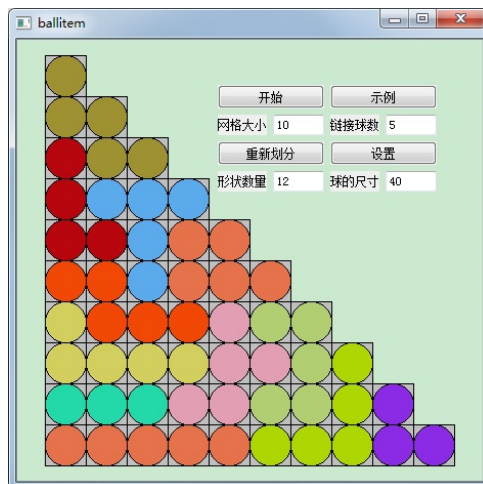 ballitem
开始 示例
网格大小 10 链接球数 5
重新划分 设置
形状数量 12 球的尺寸 40